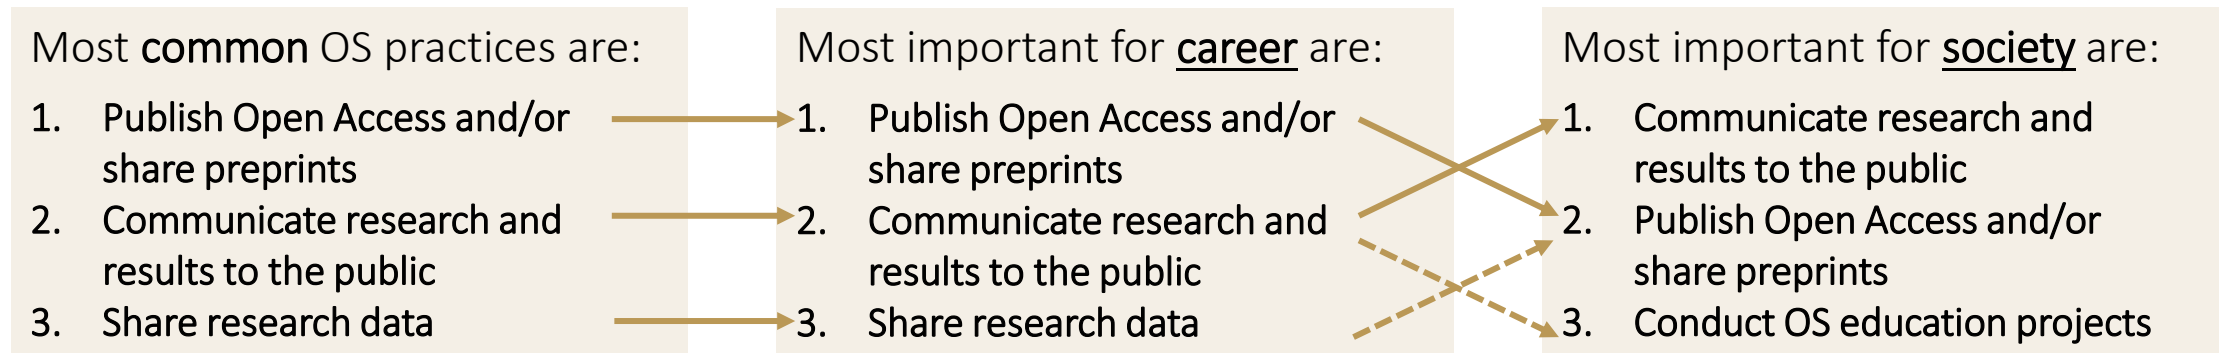 Most common OS practices are:
1. Publish Open Access and/or
share preprints
2. Communicate research and
results to the public
3. Share research data
Most important for career are:
1. Publish Open Access and/or
share preprints
2. Communicate research and
results to the public
3. Share research data
Most important for society are:
1. Communicate research and
results to the public
2. Publish Open Access and/or
share preprints
3. Conduct OS education projects